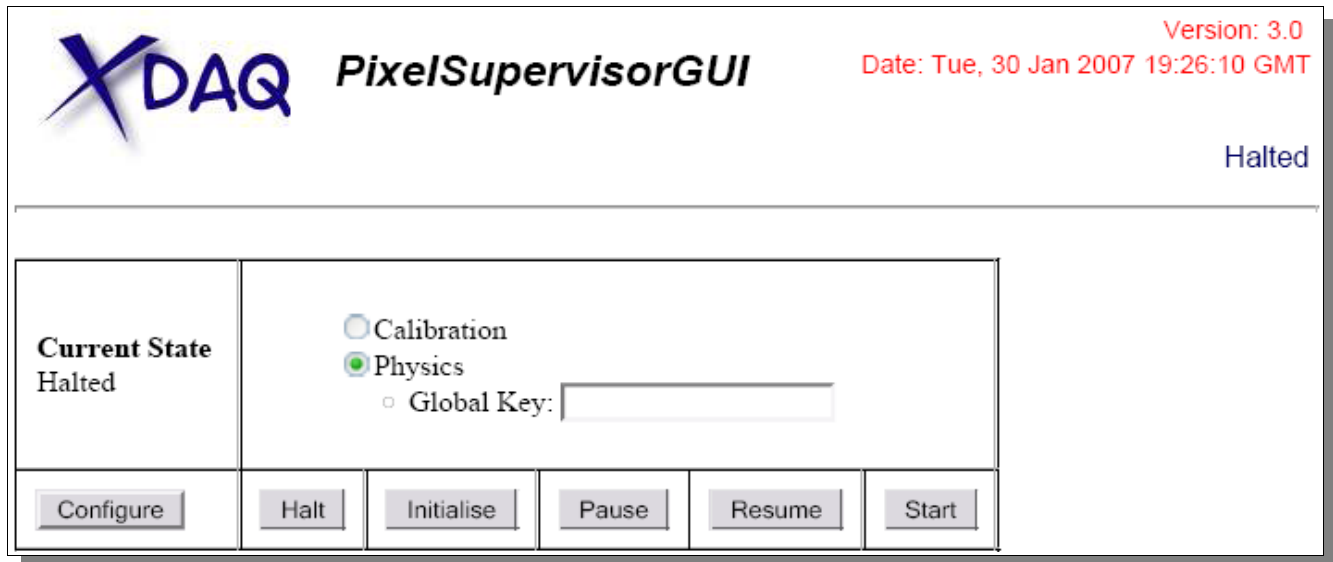 XDAQ
PixelSupervisorGUI
Version: 3.0
Date: Tue, 30 Jan 2007 19:26:10 GMT
Halted
Current State
Halted
Calibration
Physics
Global Key:
Configure
Halt
Initialise
Pause
Resume
Start